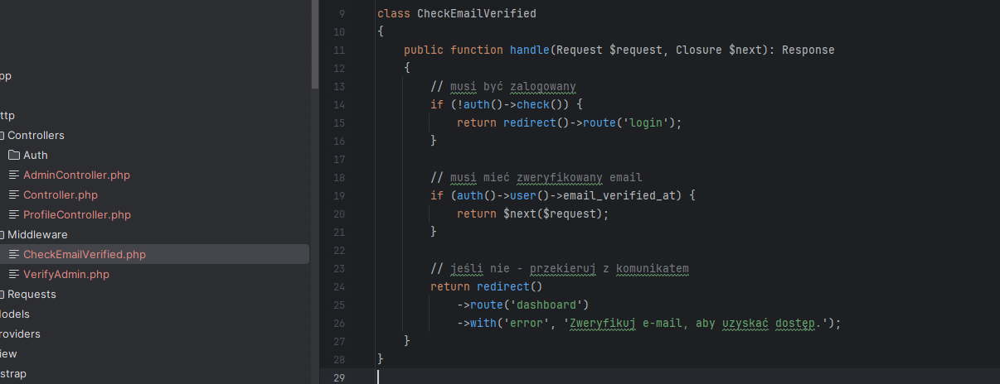 pp
ttp
Controllers
Auth
AdminController.php
Controller.php
ProfileController.php
Middleware
CheckEmailVerified.php
VerifyAdmin.php
Requests
odels
roviders
iew
strap
9 class CheckEmailVerified
10 {
11 public function handle(Request $request, Closure $next): Response
12 {
13 // musi być zalogowany
14 if (!auth()->check()) {
15 return redirect()->route('login');
16 }
17
18 // musi mieć zweryfikowany email
19 if (auth()->user()->email_verified_at) {
20 return $next($request);
21 }
22
23 // jeśli nie - przekieruj z komunikatem
24 return redirect()
25 ->route('dashboard')
26 ->with('error', 'Zweryfikuj e-mail, aby uzyskać dostęp.');
27 }
28 }
29